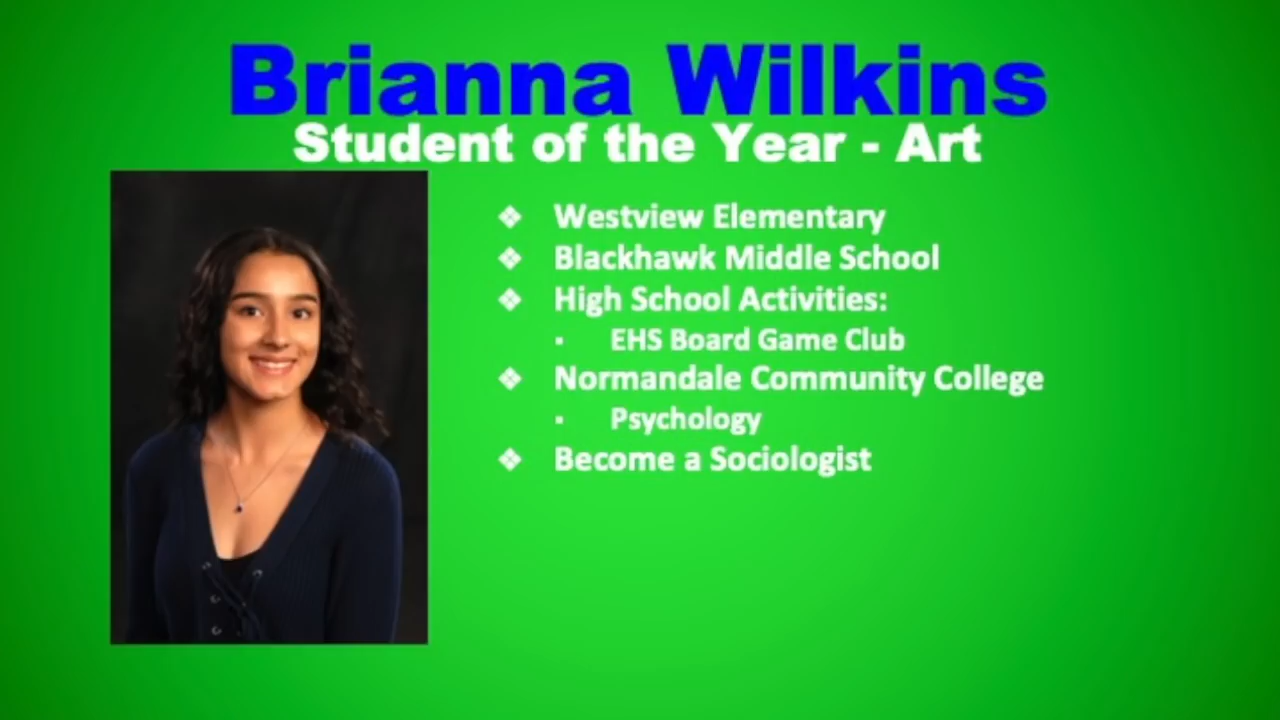 Brianna Wilkins
Student of the Year - Art
❖ Westview Elementary
❖ Blackhawk Middle School
❖ High School Activities:
▪ EHS Board Game Club
❖ Normandale Community College
▪ Psychology
❖ Become a Sociologist